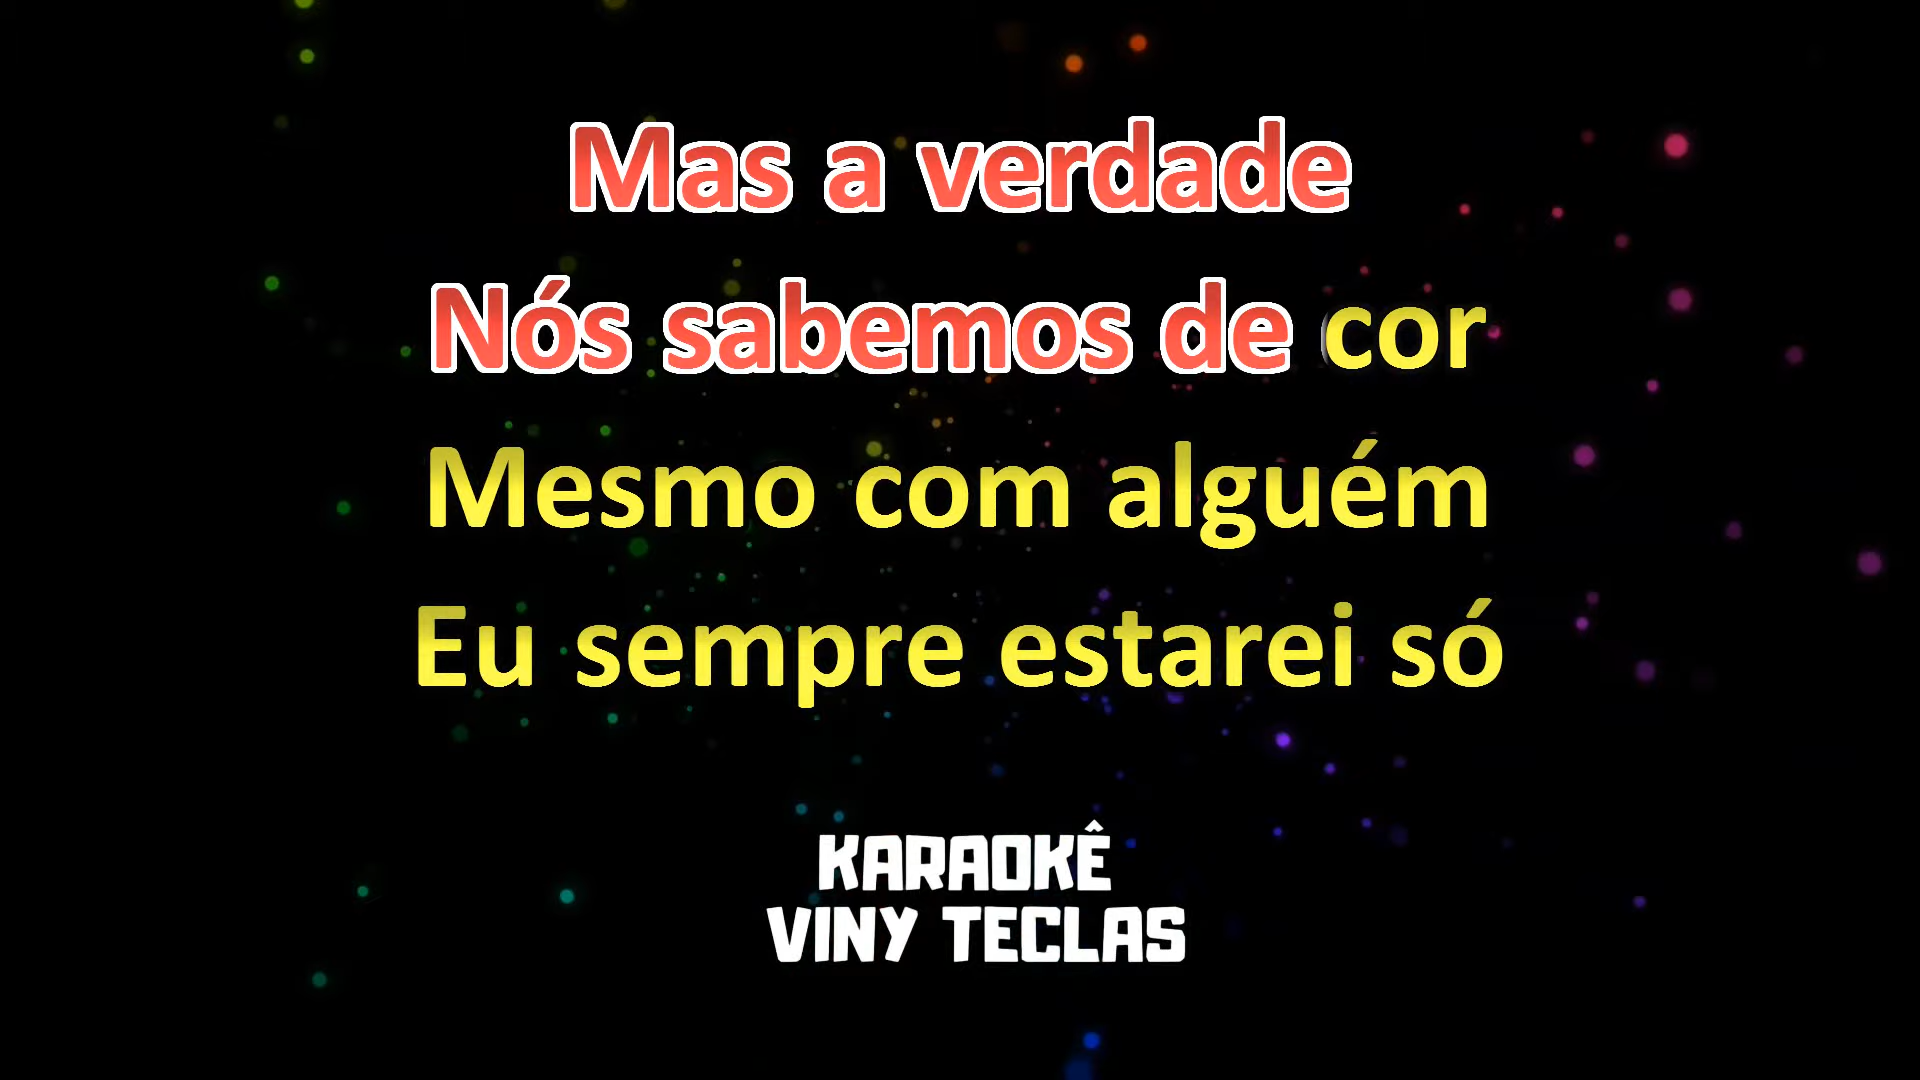 Mas a verdade
Nós sabemos de cor
Mesmo com alguém
Eu sempre estarei só
KARAOKÊ
VINY TECLAS